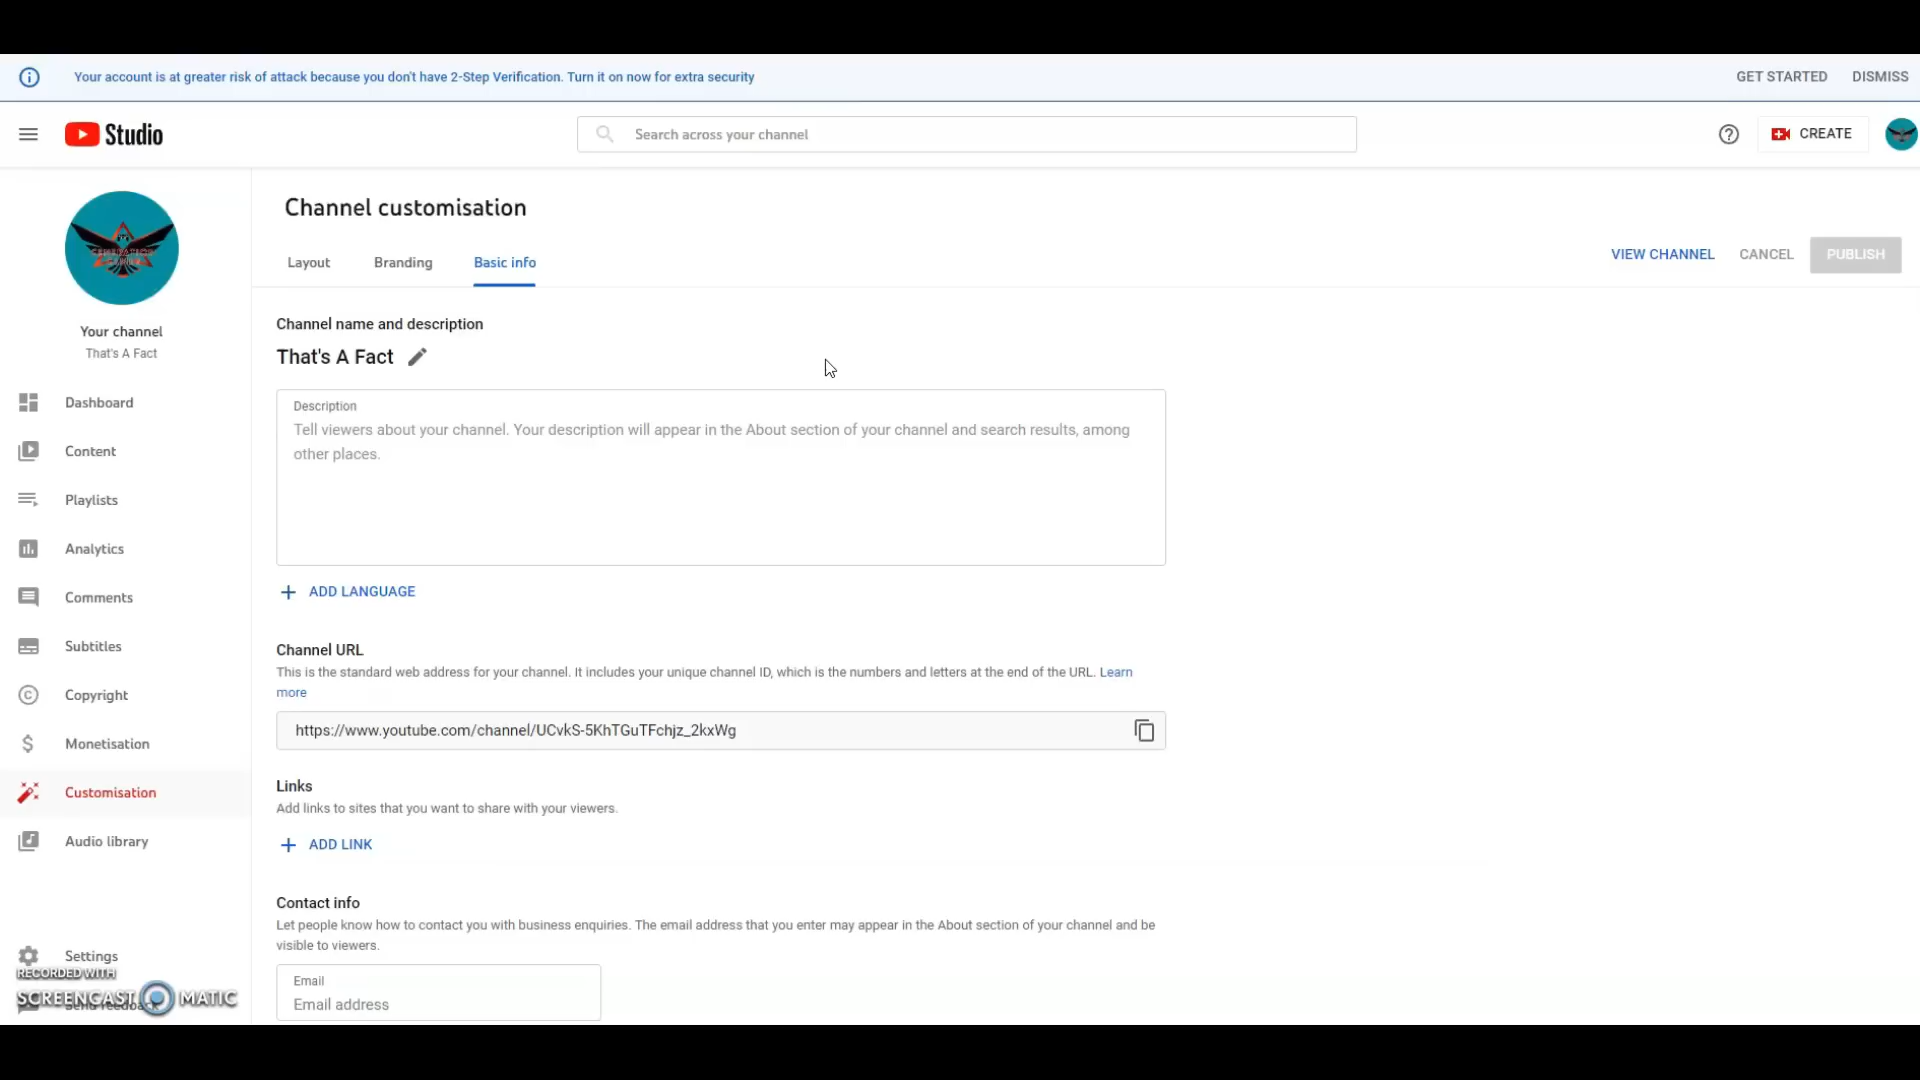 Your account is at greater risk of attack because you don't have 2-Step Verification. Turn it on now for extra security
GET STARTED
DISMISS
Studio
Search across your channel
CREATE
Your channel
That's A Fact
Dashboard
Content
Playlists
Analytics
Comments
Subtitles
Copyright
Monetisation
Customisation
Audio library
Settings
Send feedback
RECORDED WITH
SCREENCAST MATIC
Channel customisation
Layout
Branding
Basic info
VIEW CHANNEL
CANCEL
PUBLISH
Channel name and description
That's A Fact
Description
Tell viewers about your channel. Your description will appear in the About section of your channel and search results, among
other places.
ADD LANGUAGE
Channel URL
This is the standard web address for your channel. It includes your unique channel ID, which is the numbers and letters at the end of the URL. Learn
more
https://www.youtube.com/channel/UCvkS-5KhTGuTFchjz_2kxWg
Links
Add links to sites that you want to share with your viewers.
ADD LINK
Contact info
Let people know how to contact you with business enquiries. The email address that you enter may appear in the About section of your channel and be
visible to viewers.
Email
Email address